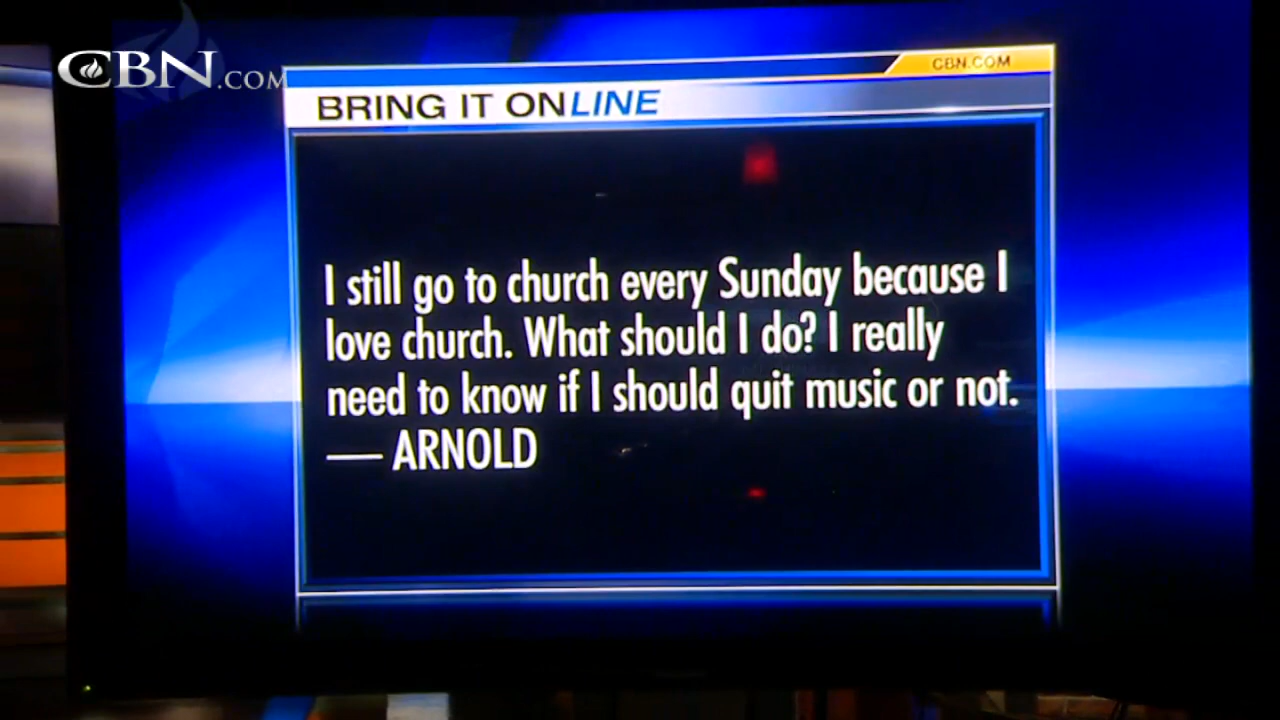 CBN.COM
CBN.COM
BRING IT ONLINE
I still go to church every Sunday because I
love church. What should I do? I really
need to know if I should quit music or not.
— ARNOLD